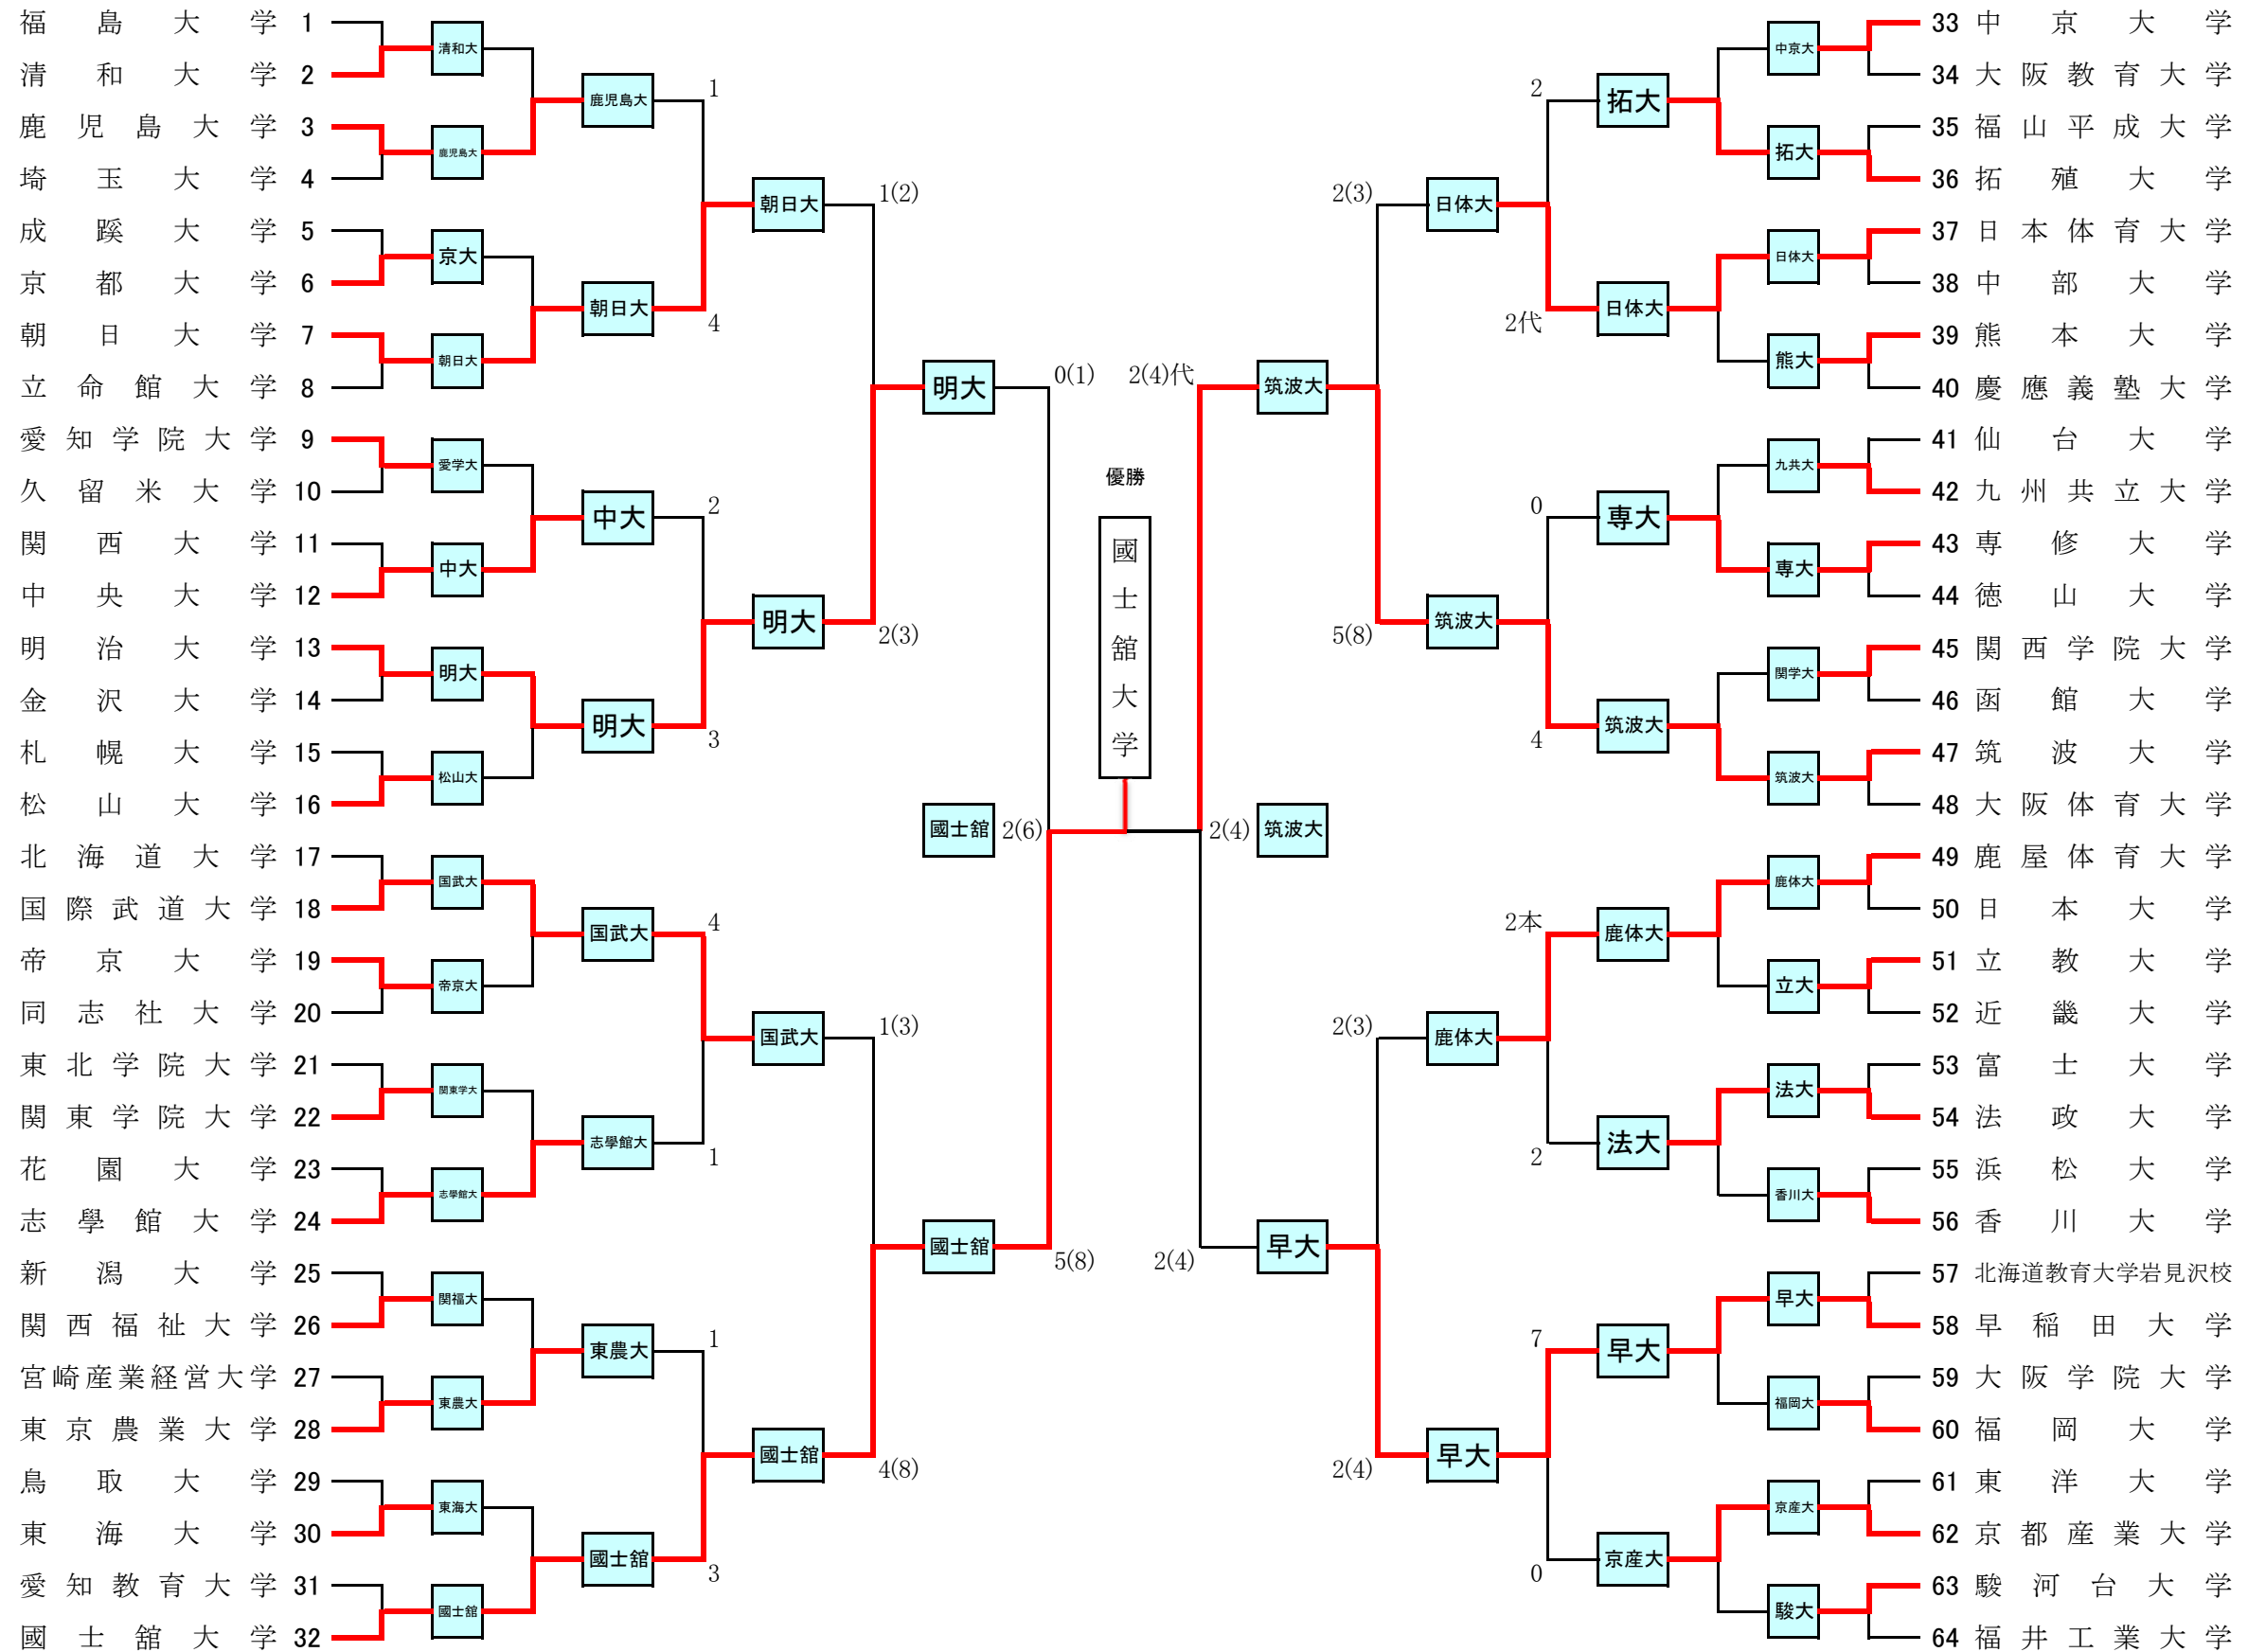 福島大学 1
清和大学 2
鹿児島大学 3
埼玉大学 4
成蹊大学 5
京都大学 6
朝日大学 7
立命館大学 8
愛知学院大学 9
久留米大学 10
関西大学 11
中央大学 12
明治大学 13
金沢大学 14
札幌大学 15
松山大学 16
北海道大学 17
国際武道大学 18
帝京大学 19
同志社大学 20
東北学院大学 21
関東学院大学 22
花園大学 23
志學館大学 24
新潟大学 25
関西福祉大学 26
宮崎産業経営大学 27
東京農業大学 28
鳥取大学 29
東海大学 30
愛知教育大学 31
國士舘大学 32
清和大
鹿児島大
京大
朝日大
愛学大
中大
明大
松山大
国武大
帝京大
関東学大
志學館大
関福大
東農大
東海大
國士舘
鹿児島大 1
朝日大 4
中大 2
明大 3
国武大 4
志學館大 1
東農大 1
國士舘 3
朝日大 1(2)
明大 2(3)
国武大 1(3)
國士舘 4(8)
明大 0(1)
國士舘 5(8)
國士舘 2(6)
優勝
國士舘大学
2(4) 筑波大
2(4)代 筑波大
2(4) 早大
2(3) 日体大
5(8) 筑波大
2(3) 鹿体大
2(4) 早大
2 拓大
2代 日体大
0 専大
4 筑波大
2本 鹿体大
2 法大
7 早大
0 京産大
中京大
拓大
日体大
熊大
九共大
専大
関学大
筑波大
鹿体大
立大
法大
香川大
早大
福岡大
京産大
駿大
33 中京大学
34 大阪教育大学
35 福山平成大学
36 拓殖大学
37 日本体育大学
38 中部大学
39 熊本大学
40 慶應義塾大学
41 仙台大学
42 九州共立大学
43 専修大学
44 徳山大学
45 関西学院大学
46 函館大学
47 筑波大学
48 大阪体育大学
49 鹿屋体育大学
50 日本大学
51 立教大学
52 近畿大学
53 富士大学
54 法政大学
55 浜松大学
56 香川大学
57 北海道教育大学岩見沢校
58 早稲田大学
59 大阪学院大学
60 福岡大学
61 東洋大学
62 京都産業大学
63 駿河台大学
64 福井工業大学